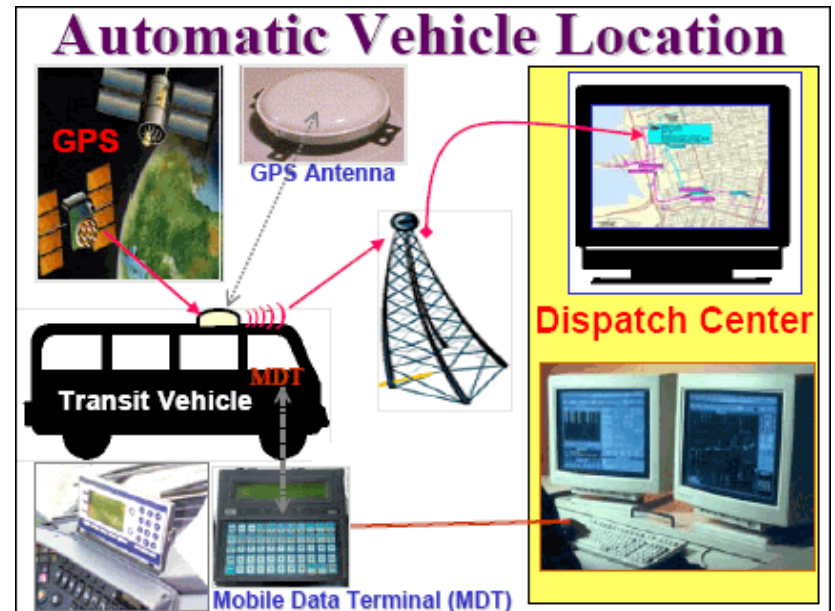 Automatic Vehicle Location
GPS
GPS Antenna
Dispatch Center
MDT
Transit Vehicle
Mobile Data Terminal (MDT)